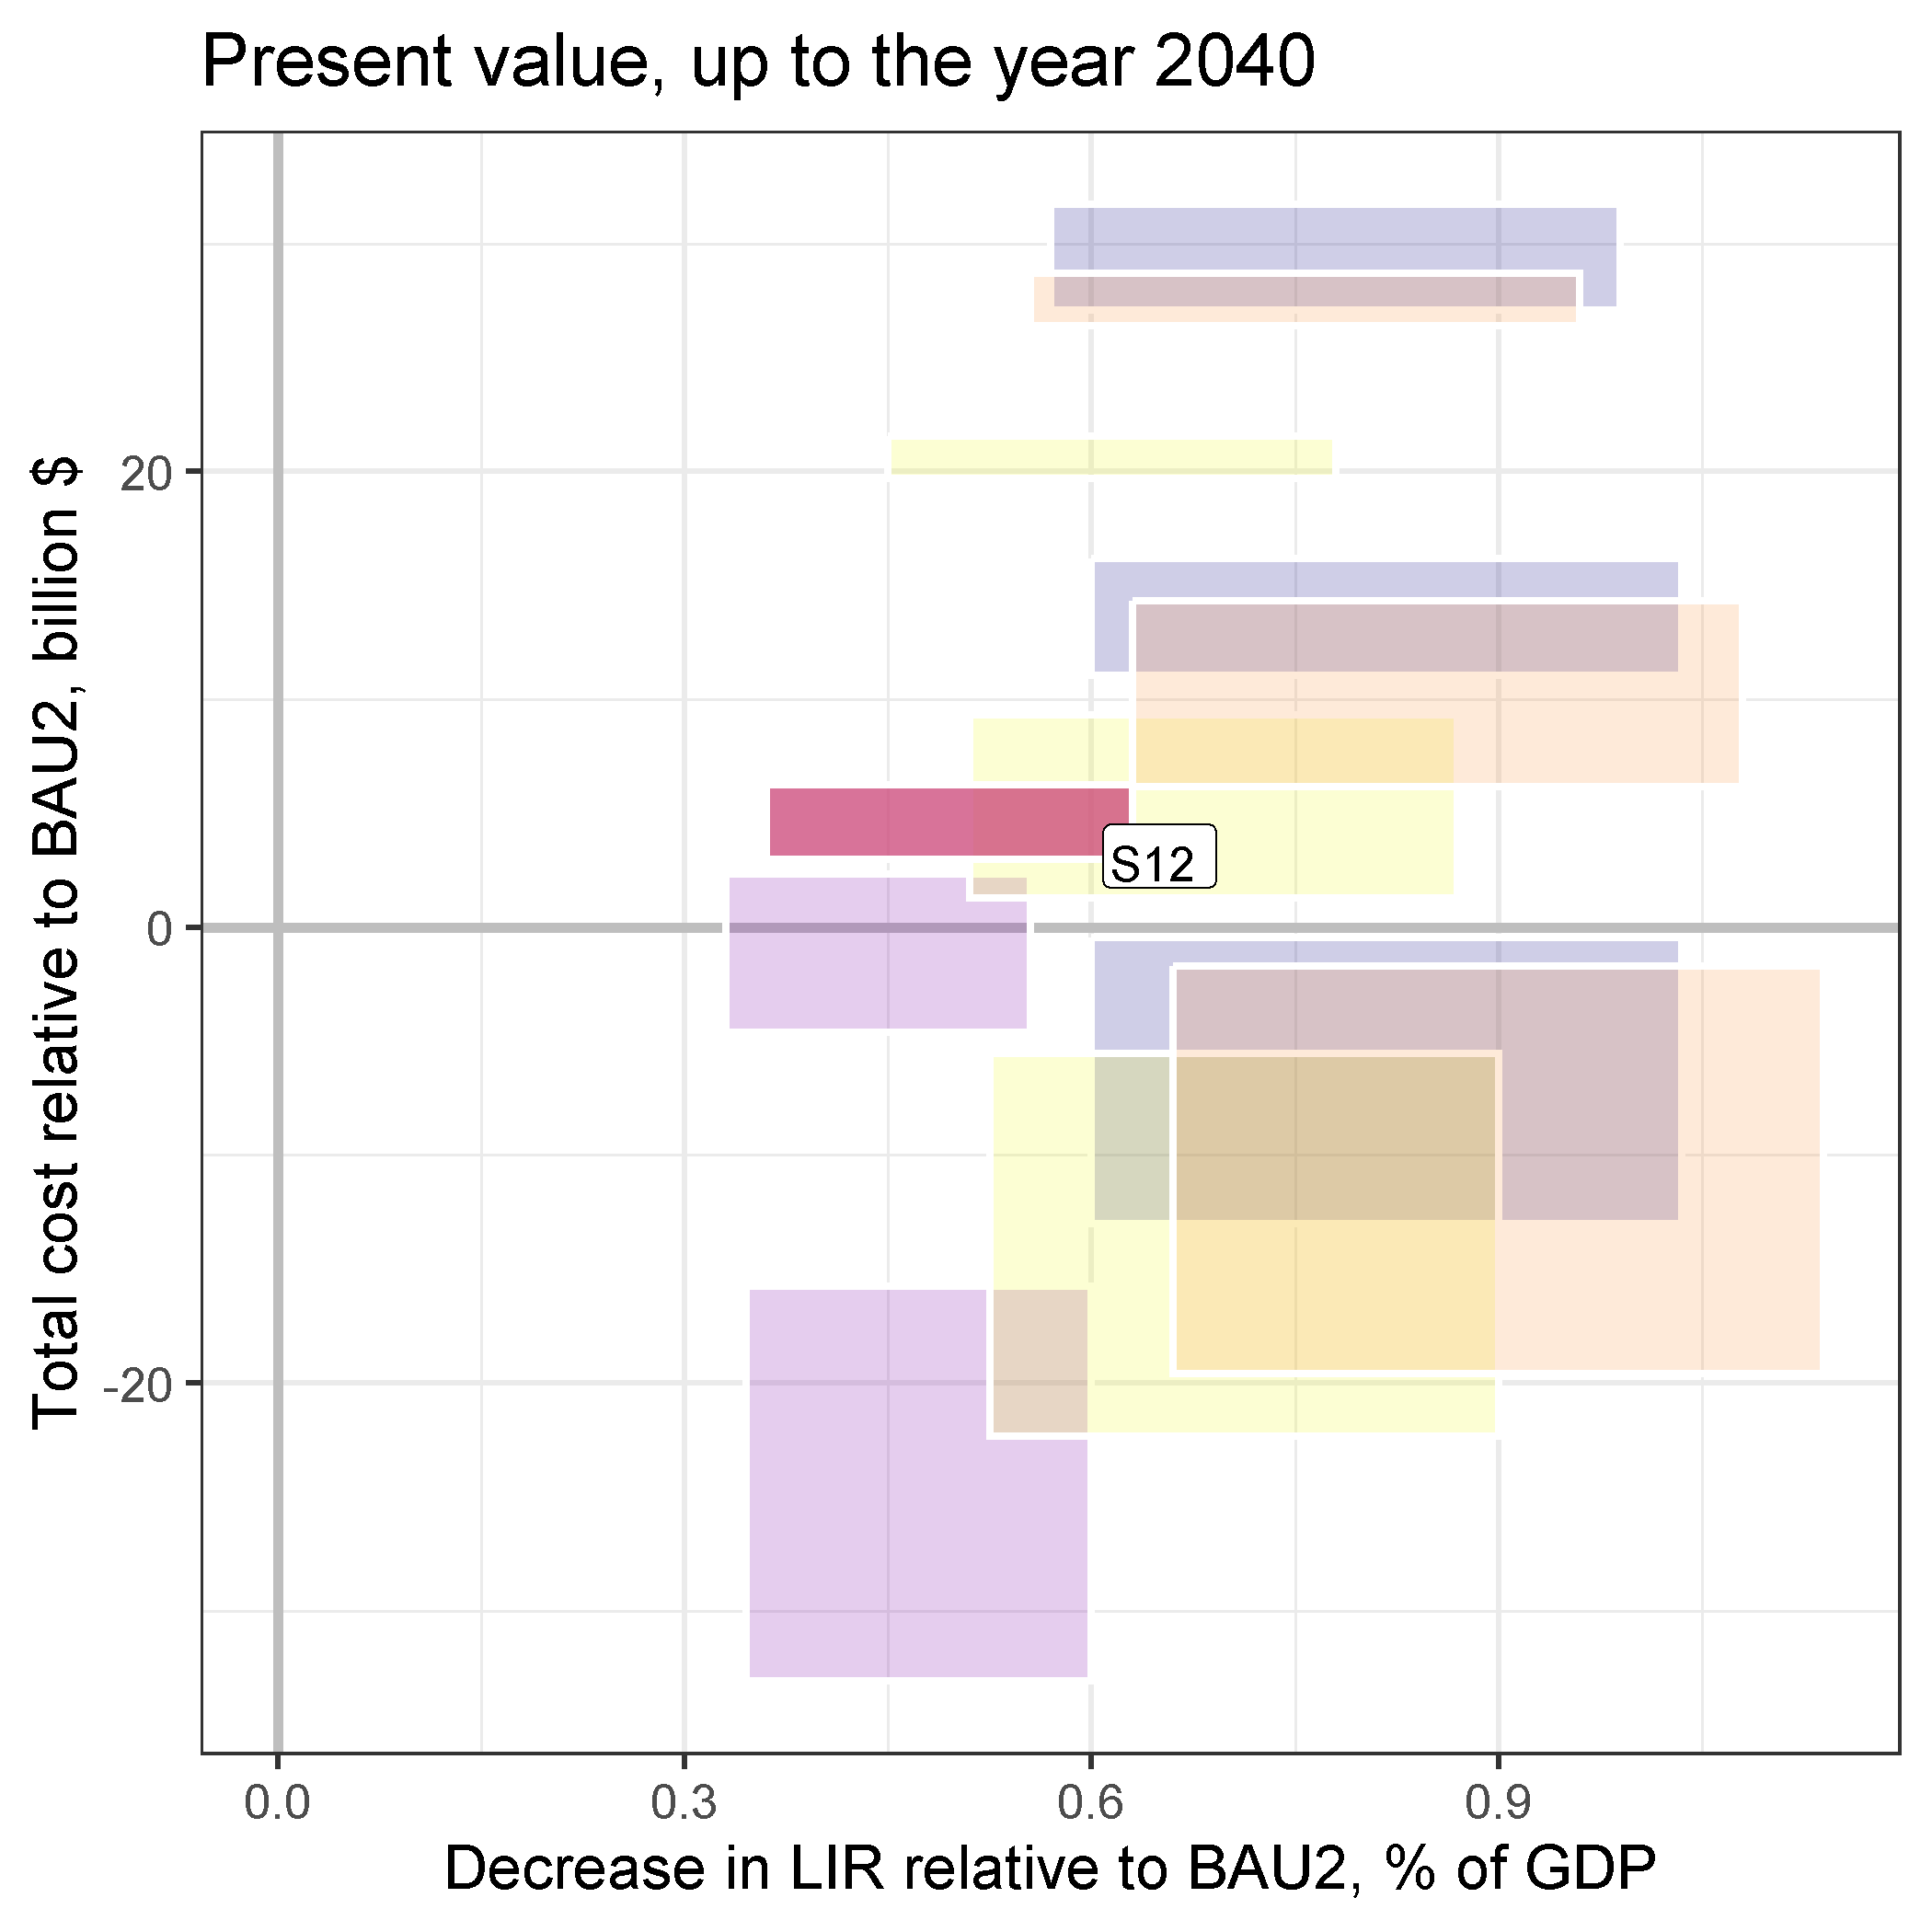 Present value, up to the year 2040
Total cost relative to BAU2, billion $
20
0
-20
S12
0.0
0.3
0.6
0.9
Decrease in LIR relative to BAU2, % of GDP